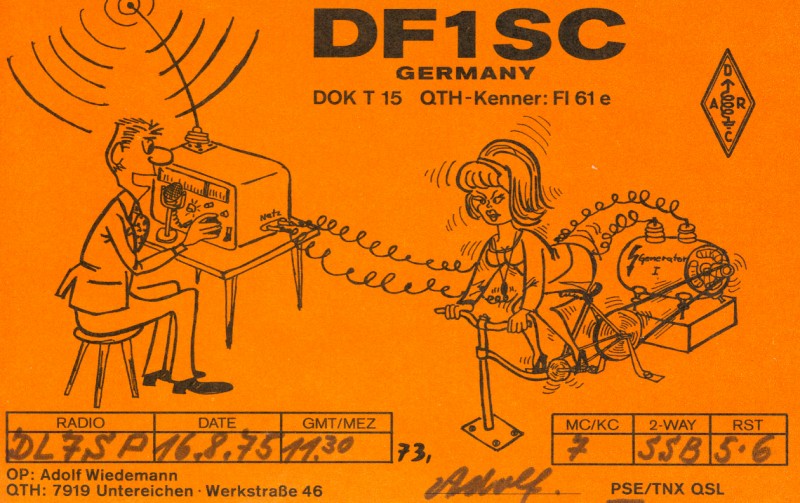 DF1SC
GERMANY
DOK T 15 QTH-Kenner: FI 61 e
D
A R
C
Netz
Generator
I
RADIO DATE GMT/MEZ MC/KC 2-WAY RST
DL7SP 16.8.75 11.30 73, 7 SSB 5-6
OP: Adolf Wiedemann
QTH: 7919 Untereichen · Werkstraße 46 Adolf. PSE/TNX QSL